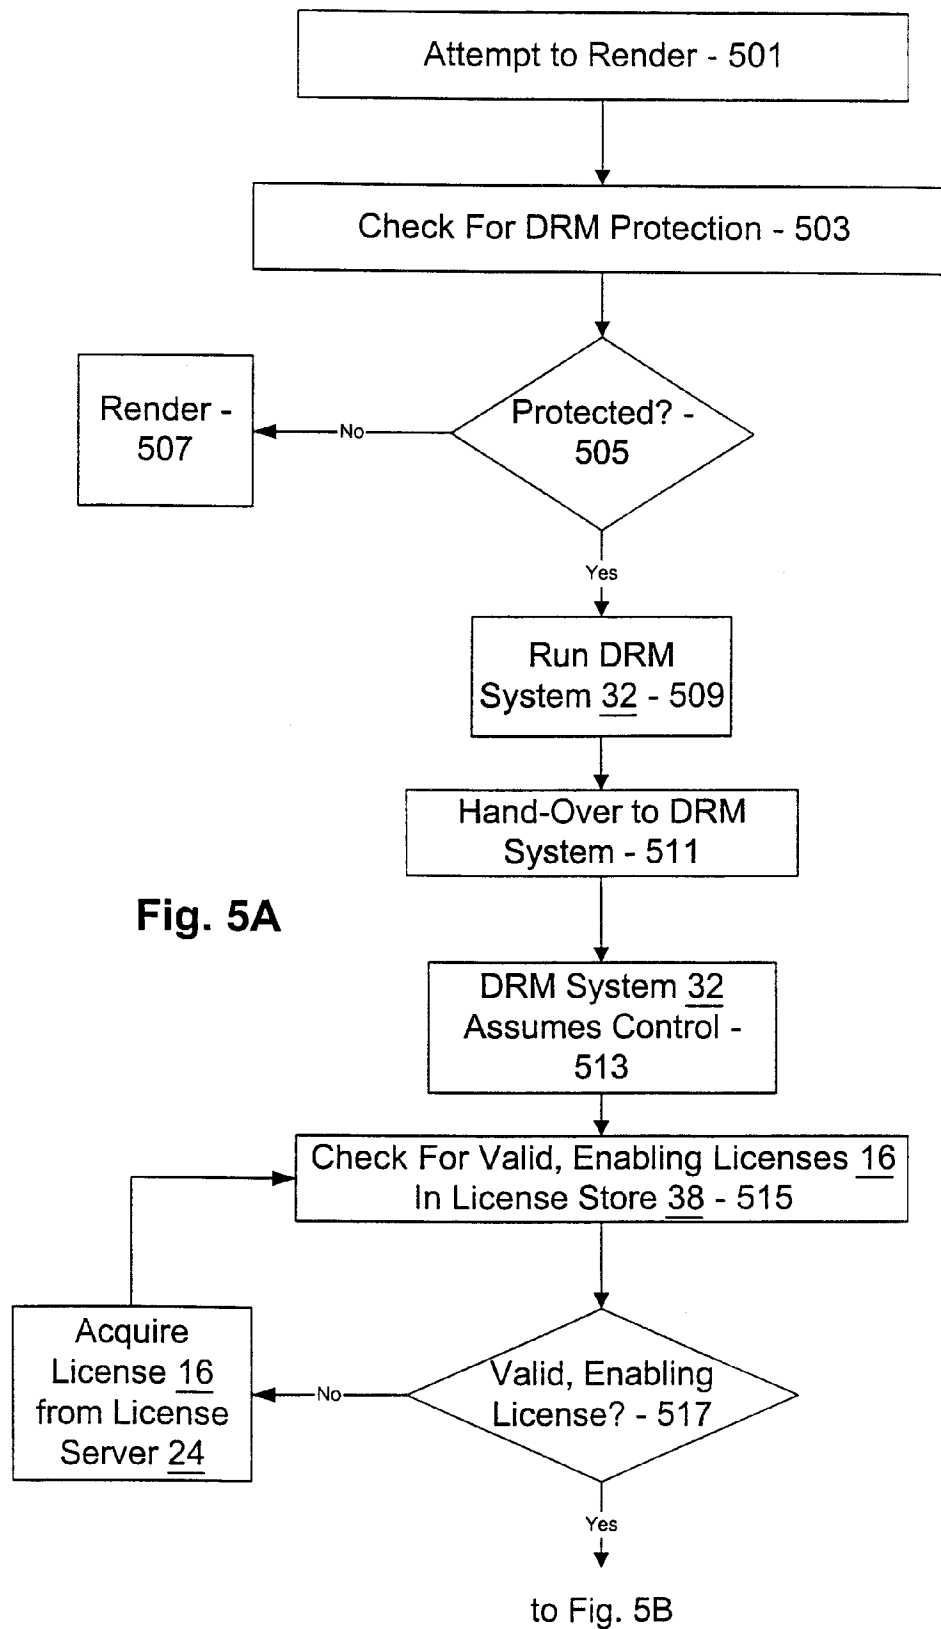 Attempt to Render - 501
Check For DRM Protection - 503
Protected? -
505
No
Render -
507
Yes
Run DRM
System 32 - 509
Hand-Over to DRM
System - 511
Fig. 5A
DRM System 32
Assumes Control -
513
Check For Valid, Enabling Licenses 16
In License Store 38 - 515
Valid, Enabling
License? - 517
No
Acquire
License 16
from License
Server 24
Yes
to Fig. 5B